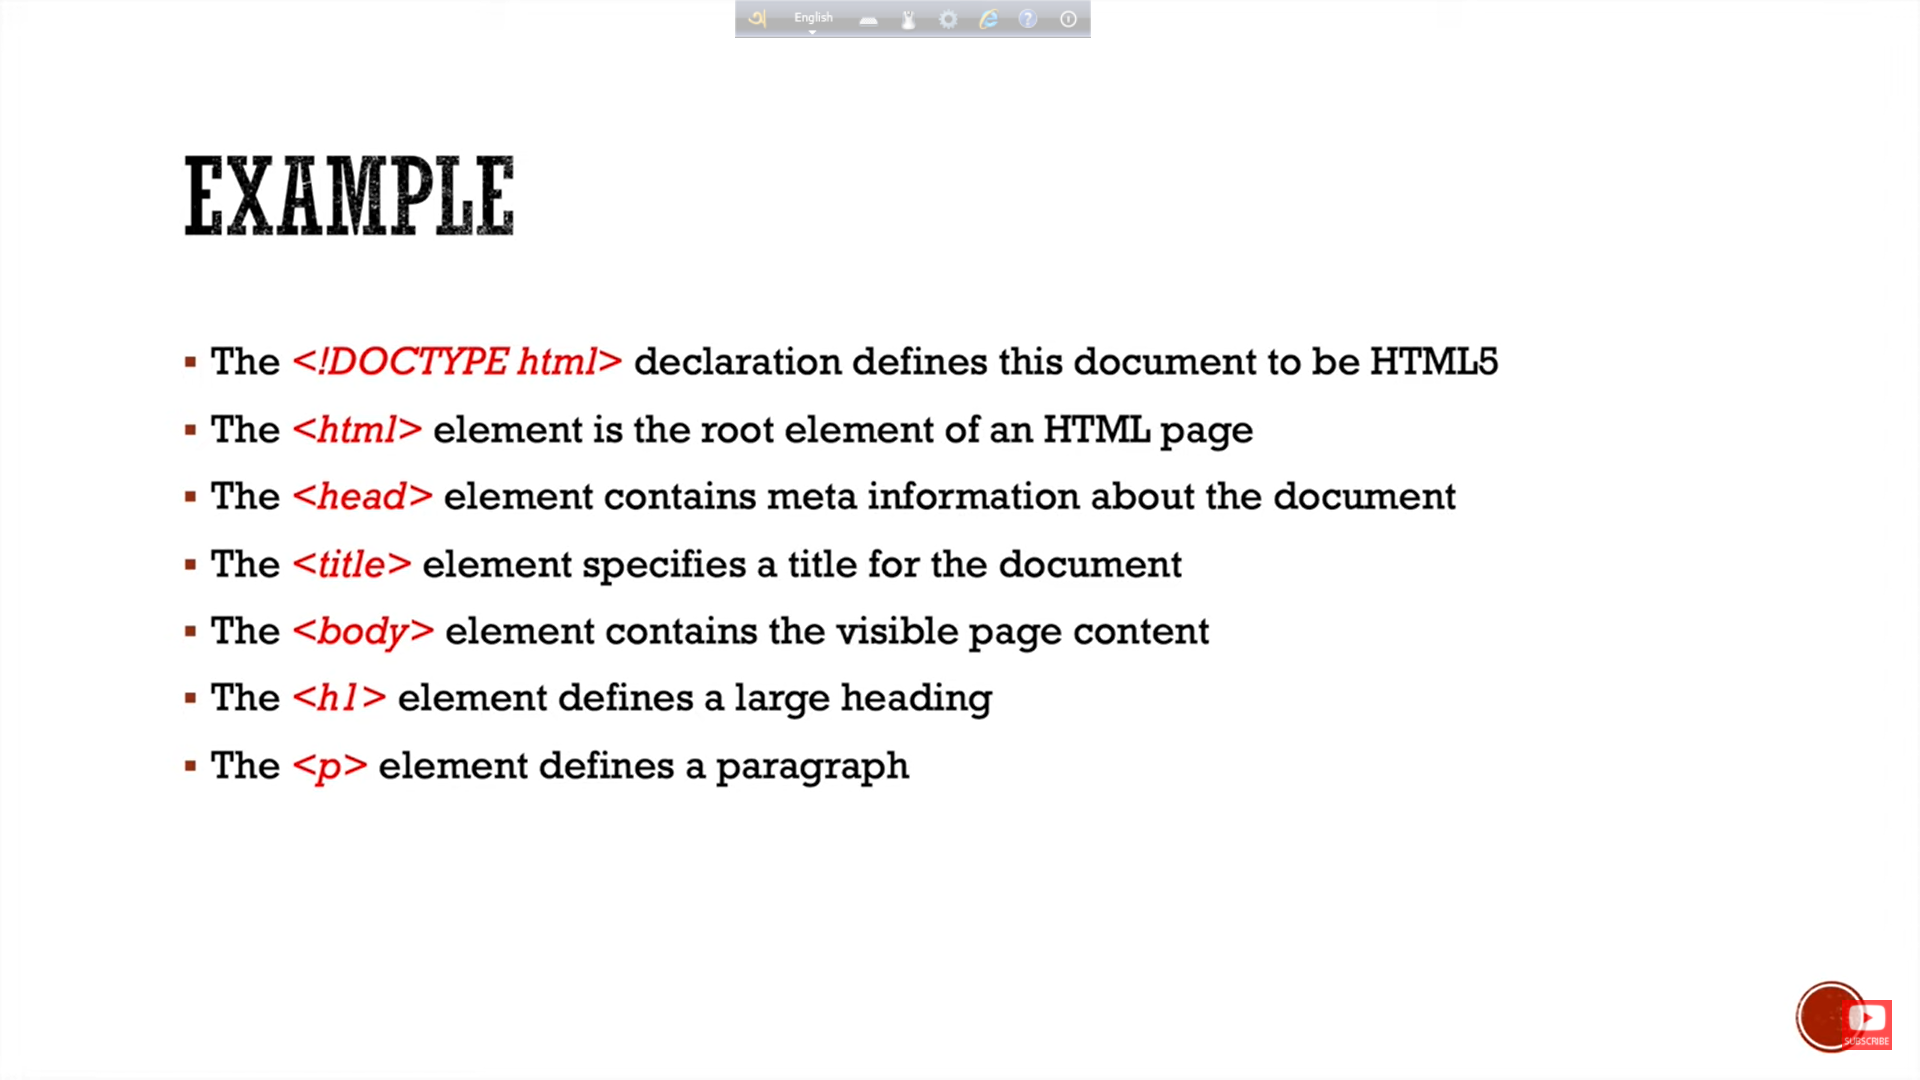 English
EXAMPLE
The <!DOCTYPE html> declaration defines this document to be HTML5
The <html> element is the root element of an HTML page
The <head> element contains meta information about the document
The <title> element specifies a title for the document
The <body> element contains the visible page content
The <h1> element defines a large heading
The <p> element defines a paragraph
SUBSCRIBE